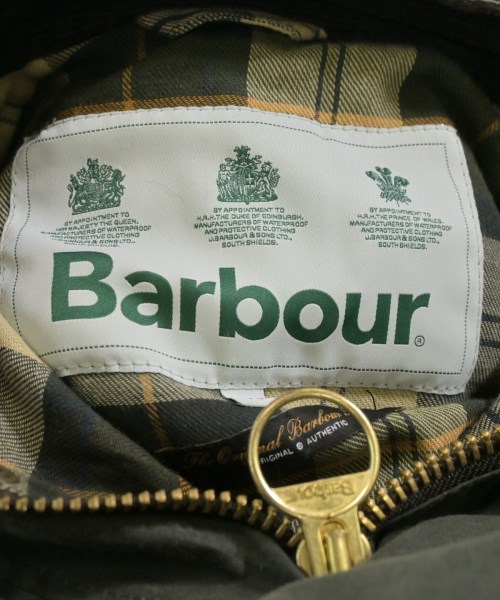 BY APPOINTMENT TO
HER MAJESTY THE QUEEN,
MANUFACTURERS OF WATERPROOF
AND PROTECTIVE CLOTHING
J.BARBOUR & SONS LTD.,
BY APPOINTMENT TO
H.R.H. THE DUKE OF EDINBURGH,
MANUFACTURERS OF WATERPROOF
AND PROTECTIVE CLOTHING
J.BARBOUR & SONS LTD.,
SOUTH SHIELDS.
BY APPOINTMENT TO
H.R.H. THE PRINCE OF WALES,
MANUFACTURERS OF WATERPROOF
AND PROTECTIVE CLOTHING
J.BARBOUR & SONS LTD.,
SOUTH SHIELDS.
Barbour®
The Original Barbour
ORIGINAL @ AUTHENTIC